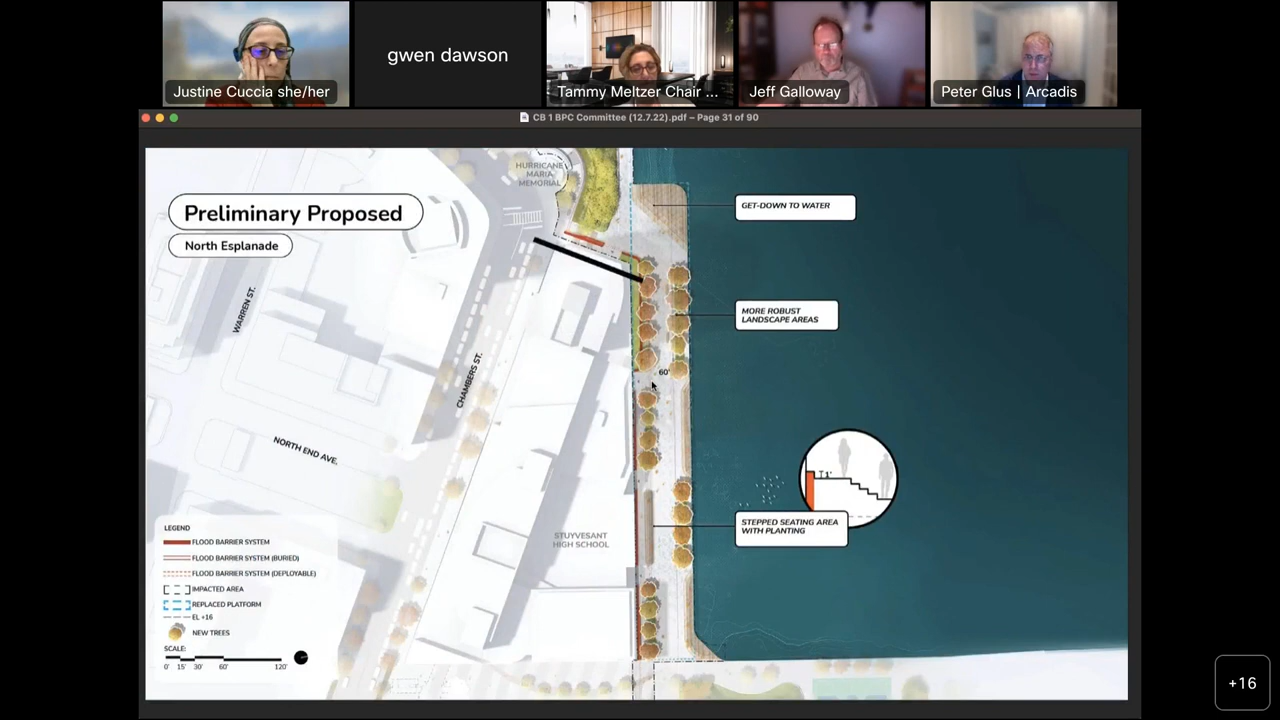 Justine Cuccia she/her
gwen dawson
Tammy Meltzer Chair ...
Jeff Galloway
Peter Glus | Arcadis
CB 1 BPC Committee (12.7.22).pdf – Page 31 of 90
Preliminary Proposed
North Esplanade
HURRICANE
MARIA
MEMORIAL
GET-DOWN TO WATER
WARREN ST.
MORE ROBUST
LANDSCAPE AREAS
CHAMBERS ST.
60'
NORTH END AVE.
1'
STEPPED SEATING AREA
WITH PLANTING
STUYVESANT
HIGH SCHOOL
LEGEND
FLOOD BARRIER SYSTEM
FLOOD BARRIER SYSTEM (BURIED)
FLOOD BARRIER SYSTEM (DEPLOYABLE)
IMPACTED AREA
REPLACED PLATFORM
EL +16
NEW TREES
SCALE:
0' 15' 30' 60' 120'
+16